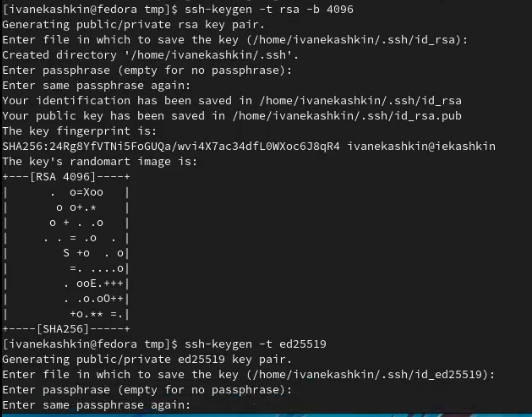 [ivanekashkin@fedora tmp]$ ssh-keygen -t rsa -b 4096
Generating public/private rsa key pair.
Enter file in which to save the key (/home/ivanekashkin/.ssh/id_rsa):
Created directory '/home/ivanekashkin/.ssh'.
Enter passphrase (empty for no passphrase):
Enter same passphrase again:
Your identification has been saved in /home/ivanekashkin/.ssh/id_rsa
Your public key has been saved in /home/ivanekashkin/.ssh/id_rsa.pub
The key fingerprint is:
SHA256:24Rg8YfVTNi5FoGUQa/wvi4X7ac34dfL0WXoc6J8qR4 ivanekashkin@iekashkin
The key's randomart image is:
+---[RSA 4096]----+
|      .  o=Xoo   |
|       o o+.*    |
|      o + . .o   |
|     . . = .o  . |
|        S +o  . o|
|         =. ....o|
|        . ooE.+++|
|        . .o.oO++|
|         +o.** =.|
+----[SHA256]-----+
[ivanekashkin@fedora tmp]$ ssh-keygen -t ed25519
Generating public/private ed25519 key pair.
Enter file in which to save the key (/home/ivanekashkin/.ssh/id_ed25519):
Enter passphrase (empty for no passphrase):
Enter same passphrase again: